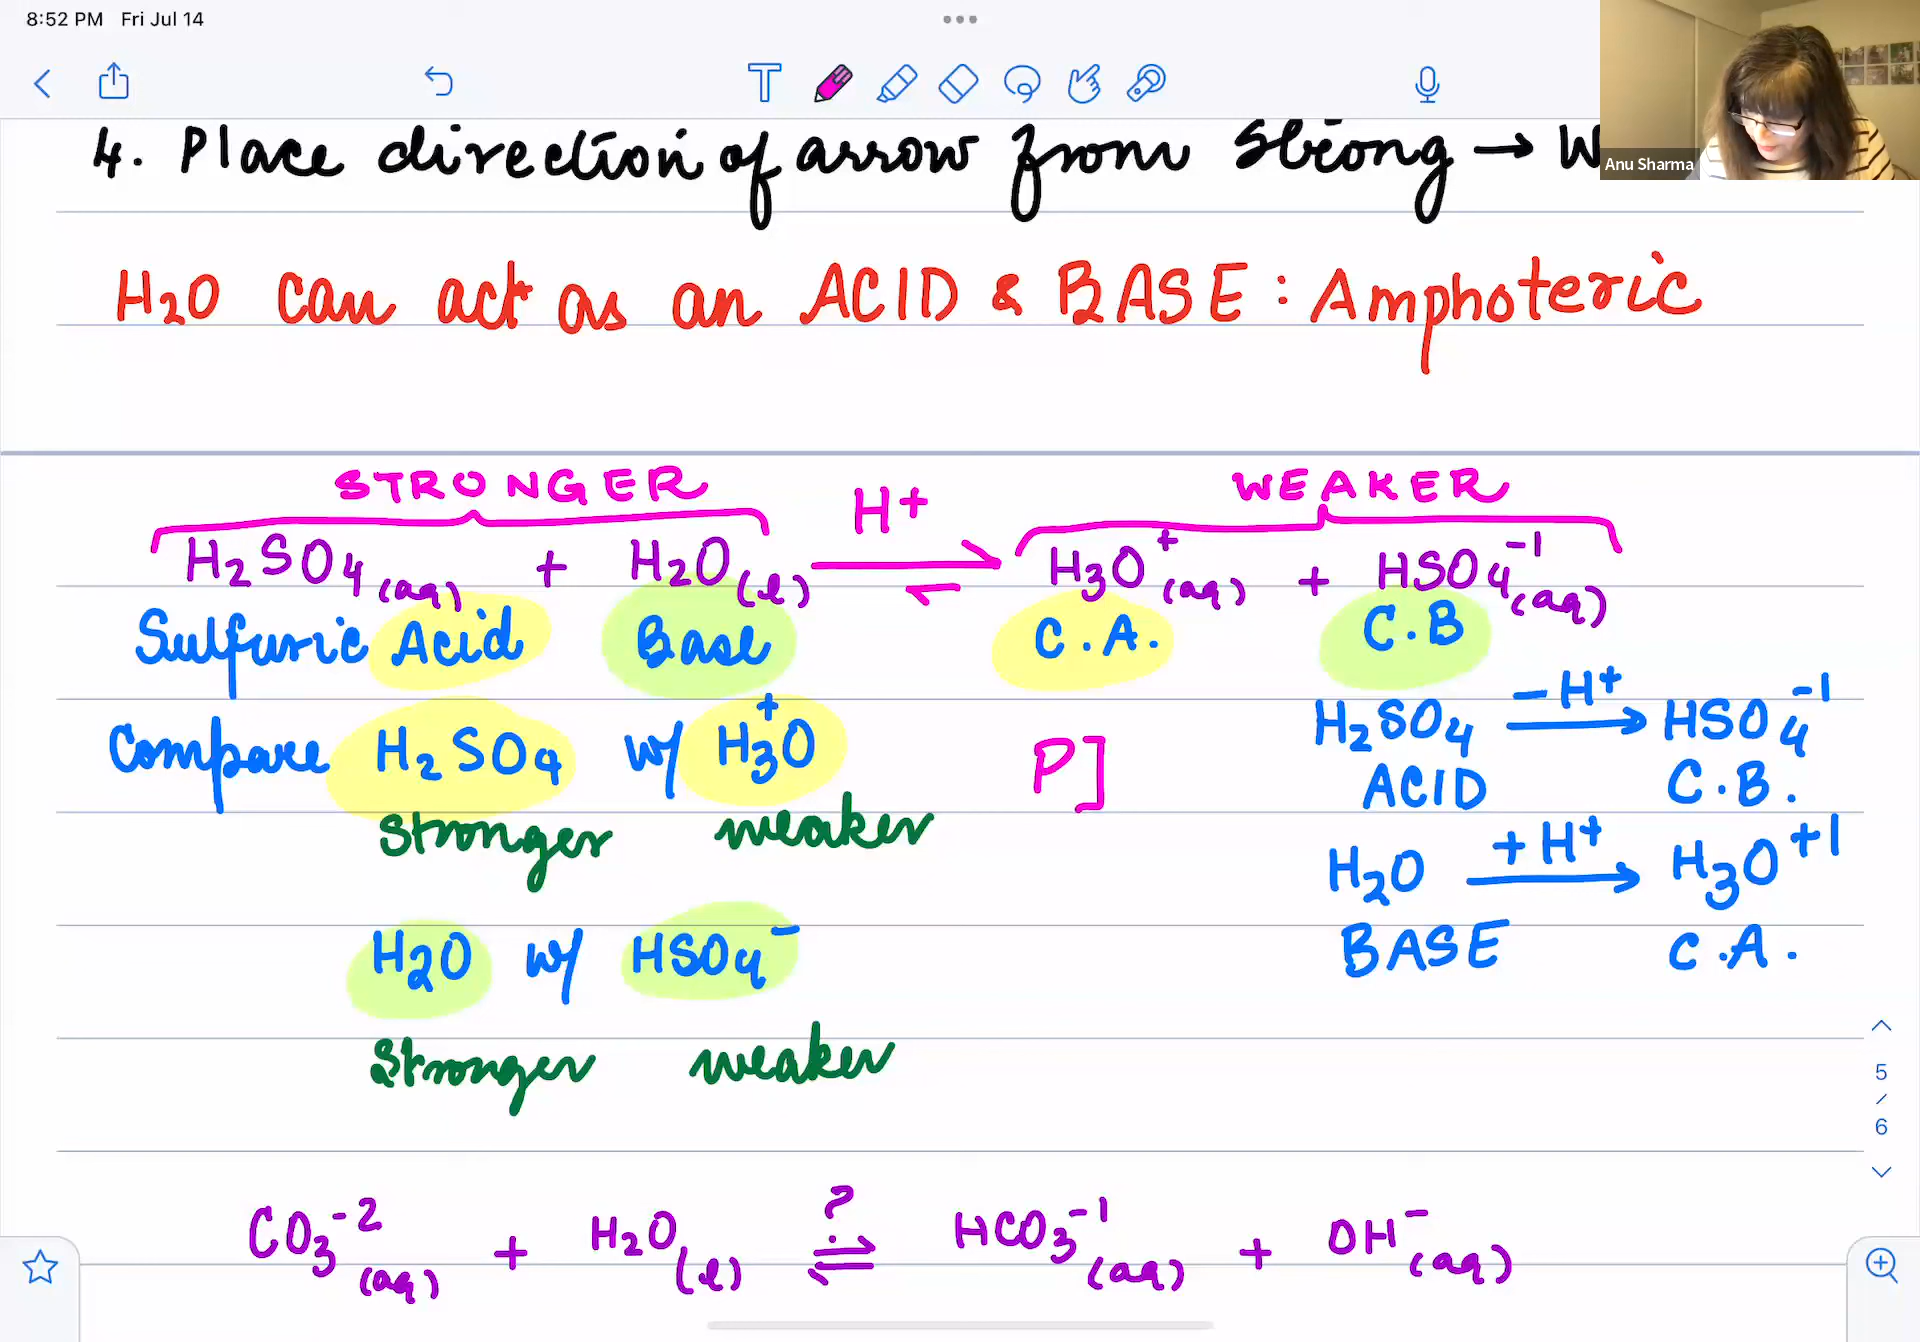 8:52 PM Fri Jul 14
Anu Sharma
4. Place direction of arrow from Strong → W
H2O can act as an ACID & BASE : Amphoteric
STRONGER H+ WEAKER
H₂SO₄(aq) + H₂O(l) ⇌ H₃O⁺(aq) + HSO₄⁻¹(aq)
Sulfuric Acid Base C.A. C.B
Compare H₂SO₄ w/ H₃O⁺ P]
Stronger weaker
H₂O w/ HSO₄⁻
Stronger weaker
H₂SO₄ −H⁺→ HSO₄⁻¹
ACID C.B.
H₂O +H⁺→ H₃O⁺¹
BASE C.A.
5
/
6
CO₃⁻²(aq) + H₂O(l) ?⇌ HCO₃⁻¹(aq) + OH⁻(aq)